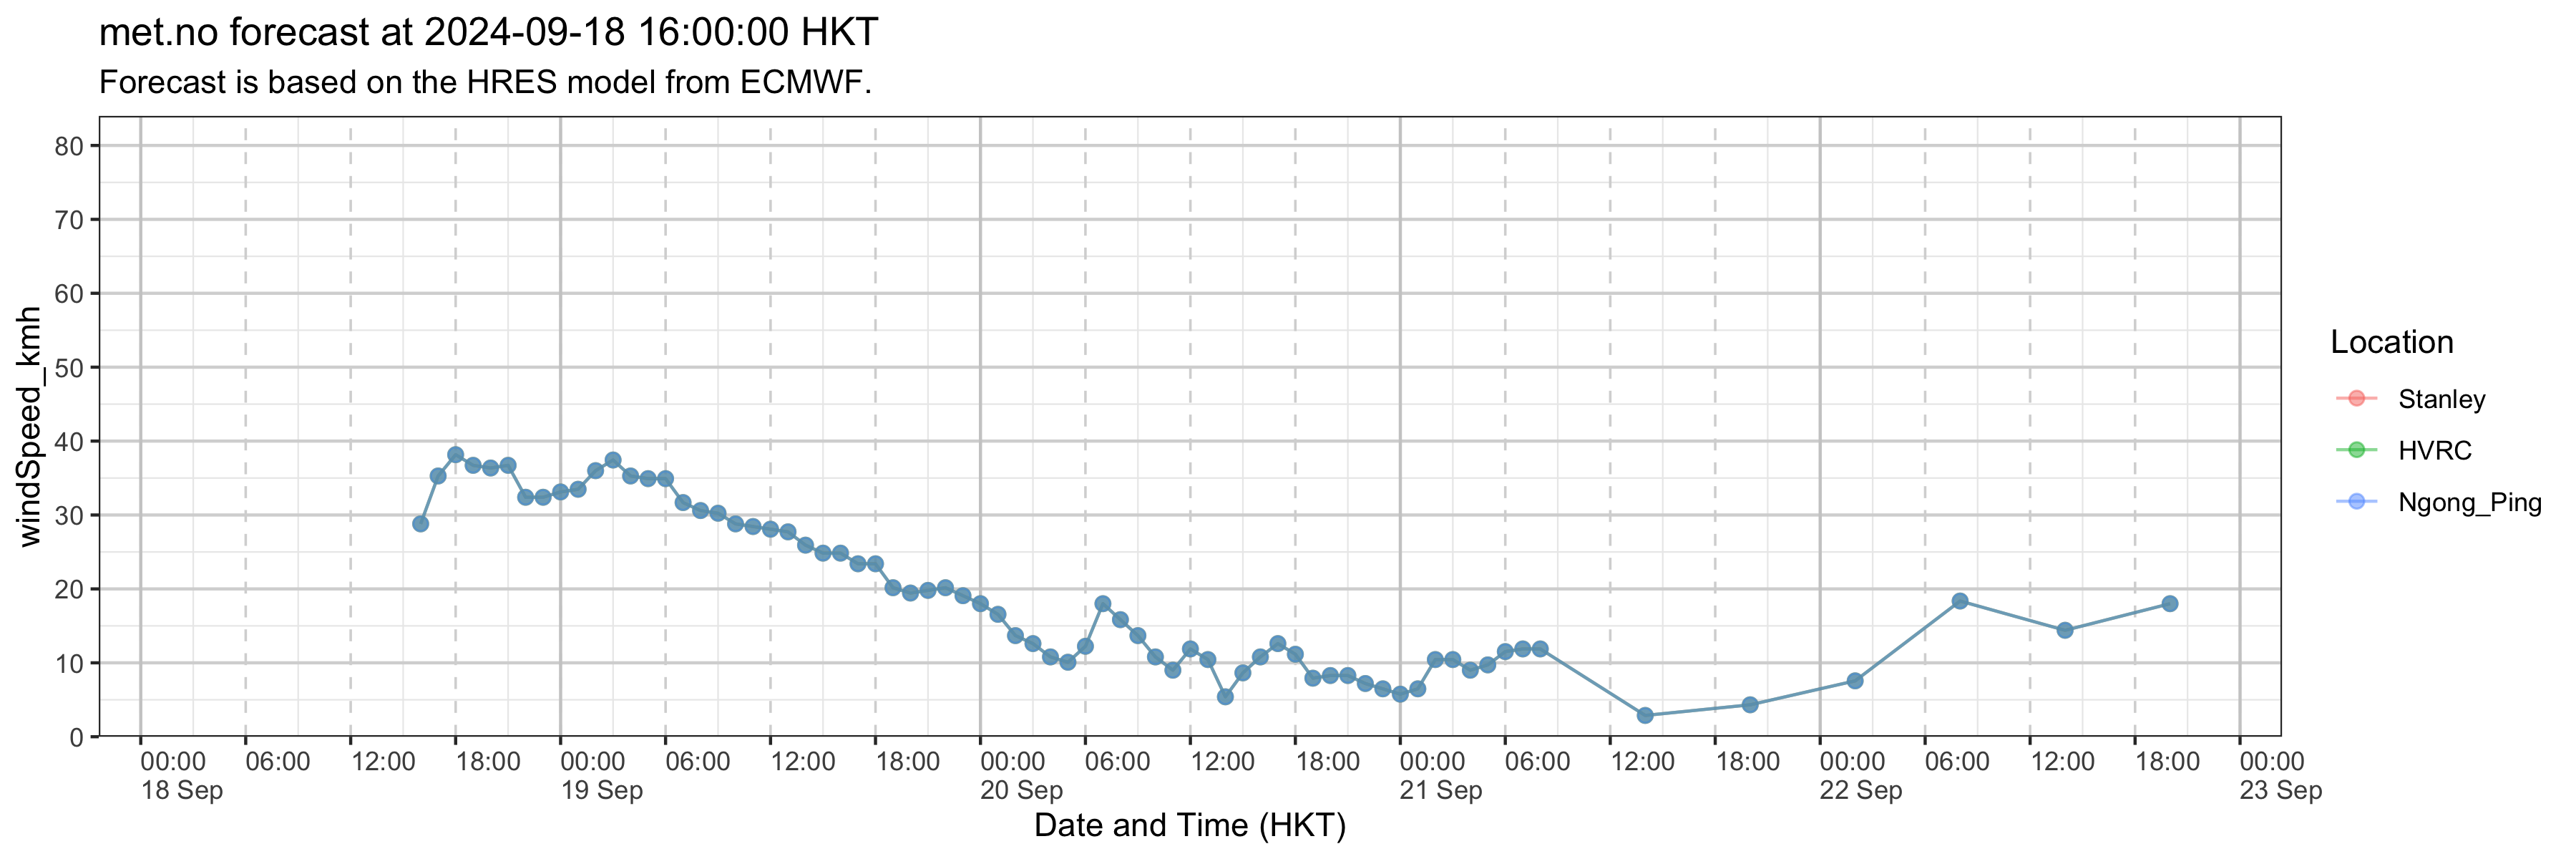 met.no forecast at 2024-09-18 16:00:00 HKT
Forecast is based on the HRES model from ECMWF.
windSpeed_kmh
80
70
60
50
40
30
20
10
0
00:00 06:00 12:00 18:00 00:00 06:00 12:00 18:00 00:00 06:00 12:00 18:00 00:00 06:00 12:00 18:00 00:00 06:00 12:00 18:00 00:00
18 Sep 19 Sep 20 Sep 21 Sep 22 Sep 23 Sep
Date and Time (HKT)
Location
Stanley
HVRC
Ngong_Ping